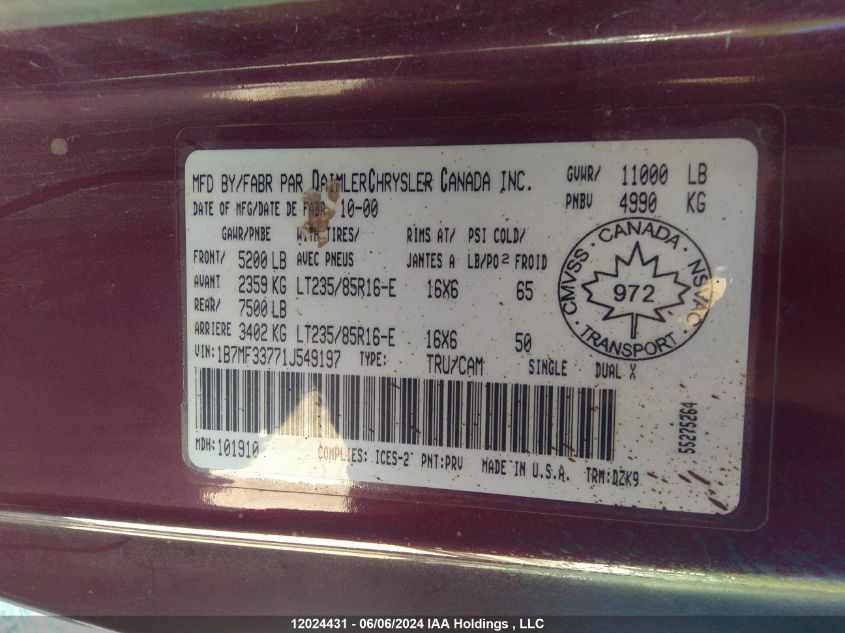 MFD BY/FABR PAR DAIMLERCHRYSLER CANADA INC. GVWR/ 11000 LB
DATE OF MFG/DATE DE FABR. 10-00 PNBV 4990 KG
GAWR/PNBE WITH TIRES/ RIMS AT/ PSI COLD/
FRONT/ 5200 LB AVEC PNEUS JANTES A LB/PO² FROID
AVANT 2359 KG LT235/85R16-E 16X6 65
REAR/ 7500 LB
ARRIERE 3402 KG LT235/85R16-E 16X6 50
VIN: 1B7MF33771J549197 TYPE: TRU/CAM SINGLE DUAL X
CMVSS · CANADA · NSVAC · TRANSPORT ·
972
55275264
MDH: 101910 COMPLIES: ICES-2 PNT: PRV MADE IN U.S.A. TRM: DZK9
12024431 - 06/06/2024 IAA Holdings , LLC